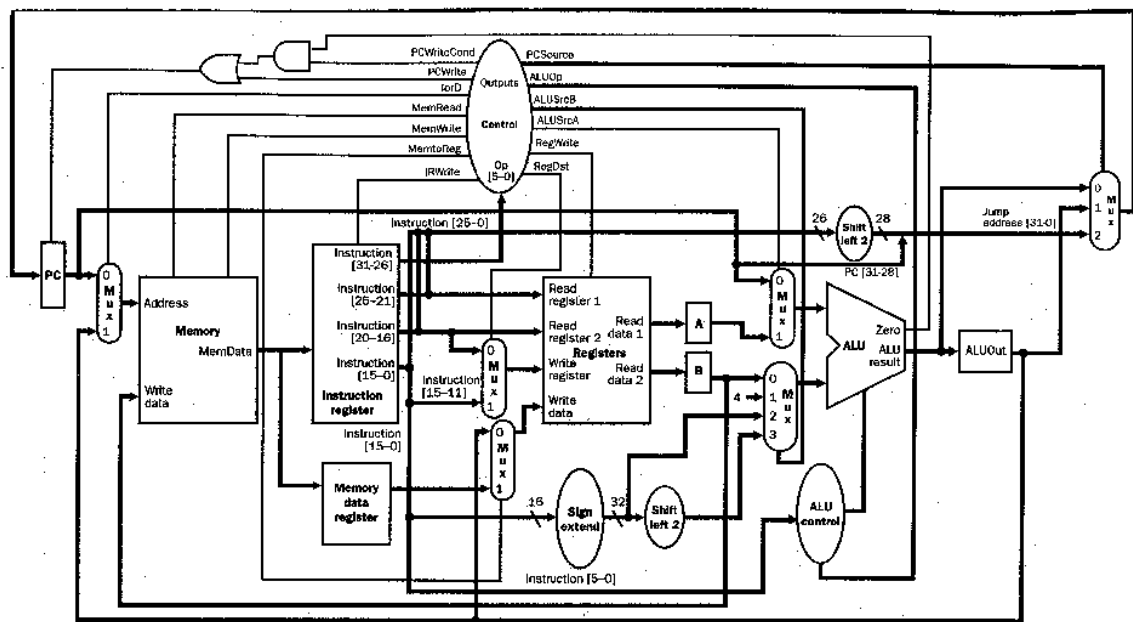 PCWriteCond
PCSource
PCWrite
Outputs
ALUOp
IorD
ALUSrcB
MemRead
ALUSrcA
Control
MemWrite
RegWrite
MemtoReg
Op
[5-0]
RegDst
IRWrite
Instruction [25-0]
26
28
Shift
left 2
Jump
address [31-0]
0
1
2
M
u
x
PC [31-28]
PC
0
M
u
x
1
Address
Memory
MemData
Write
data
Instruction
[31-26]
Instruction
[25-21]
Instruction
[20-16]
Instruction
[15-0]
Instruction
register
Instruction
[15-11]
Instruction
[15-0]
0
M
u
x
1
0
M
u
x
1
Read
register 1
Read
register 2
Registers
Write
register
Write
data
Read
data 1
Read
data 2
A
B
0
M
u
x
1
4
0
1
2
3
M
u
x
Zero
ALU
ALU
result
ALUOut
Memory
data
register
16
Sign
extend
32
Shift
left 2
ALU
control
Instruction [5-0]